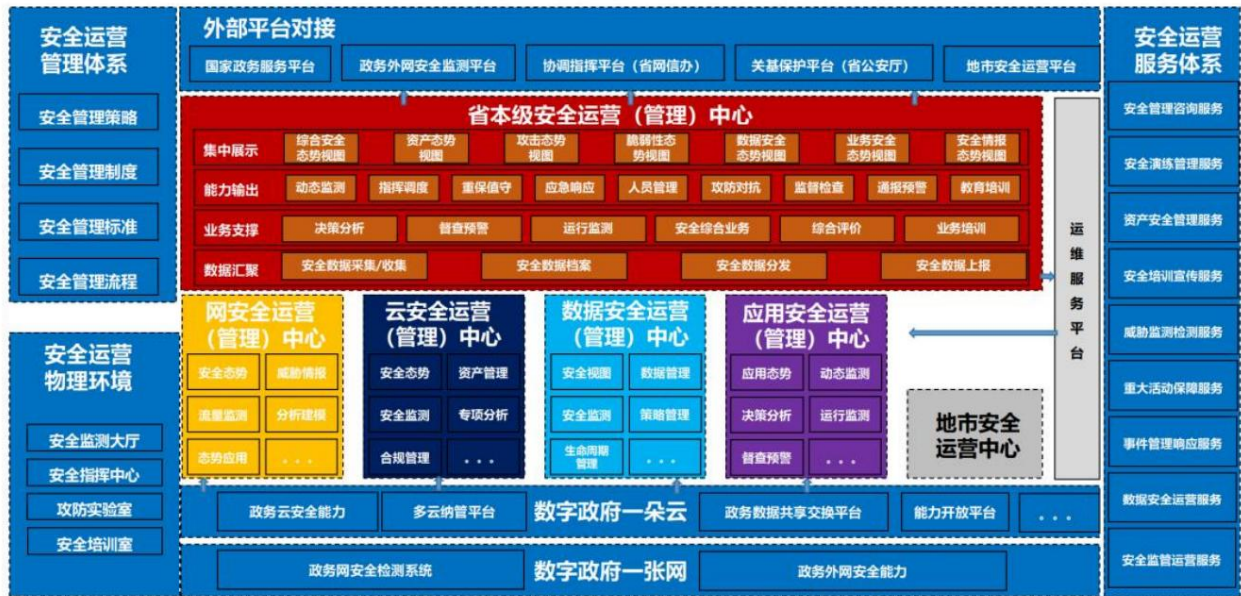 安全运营
管理体系
安全管理策略
安全管理制度
安全管理标准
安全管理流程
安全运营
物理环境
安全监测大厅
安全指挥中心
攻防实验室
安全培训室
外部平台对接
国家政务服务平台
政务外网安全监测平台
协调指挥平台（省网信办）
关基保护平台（省公安厅）
地市安全运营平台
省本级安全运营（管理）中心
集中展示
综合安全
态势视图
资产态势
视图
攻击态势
视图
脆弱性态
势视图
数据安全
态势视图
业务安全
态势视图
安全情报
态势视图
能力输出
动态监测
指挥调度
重保值守
应急响应
人员管理
攻防对抗
监督检查
通报预警
教育培训
业务支撑
决策分析
督查预警
运行监测
安全综合业务
综合评价
业务培训
数据汇聚
安全数据采集/收集
安全数据档案
安全数据分发
安全数据上报
网安全运营
（管理）中心
安全态势
威胁情报
流量监测
分析建模
态势应用
...
云安全运营
（管理）中心
安全态势
资产管理
安全监测
专项分析
合规管理
...
数据安全运营
（管理）中心
安全视图
数据管理
安全监测
策略管理
生命周期
管理
...
应用安全运营
（管理）中心
应用态势
动态监测
决策分析
运行监测
督查预警
...
地市安全
运营中心
运维服务平台
政务云安全能力
多云纳管平台
数字政府一朵云
政务数据共享交换平台
能力开放平台
...
政务网安全检测系统
数字政府一张网
政务外网安全能力
安全运营
服务体系
安全管理咨询服务
安全演练管理服务
资产安全管理服务
安全培训宣传服务
威胁监测检测服务
重大活动保障服务
事件管理响应服务
数据安全运营服务
安全监管运营服务